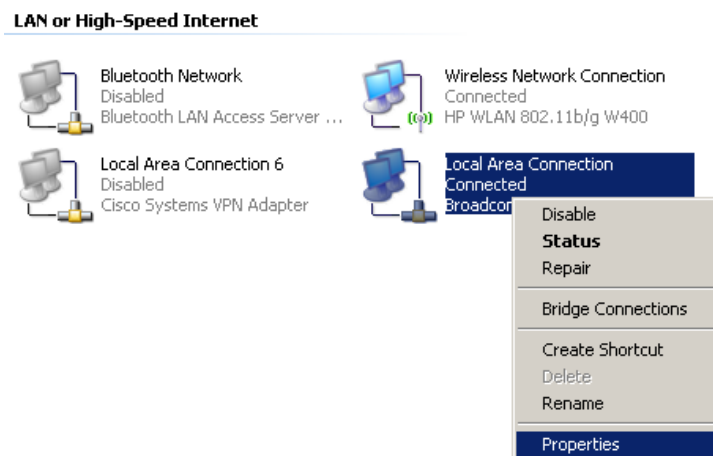 LAN or High-Speed Internet
Bluetooth Network
Disabled
Bluetooth LAN Access Server ...
Wireless Network Connection
Connected
HP WLAN 802.11b/g W400
Local Area Connection 6
Disabled
Cisco Systems VPN Adapter
Local Area Connection
Connected
Broadcor
Disable
Status
Repair
Bridge Connections
Create Shortcut
Delete
Rename
Properties